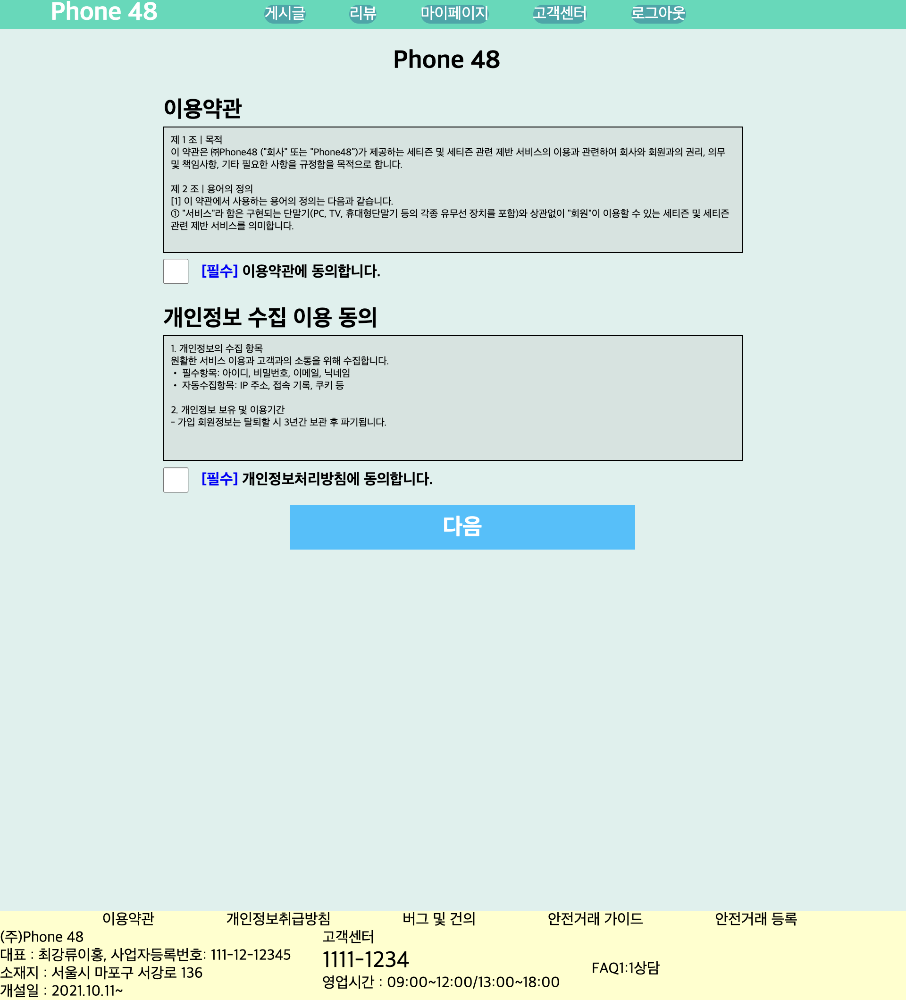 Phone 48 게시글 리뷰 마이페이지 고객센터 로그아웃
Phone 48
이용약관
제 1 조 | 목적
이 약관은 ㈜Phone48 ("회사" 또는 "Phone48")가 제공하는 세티즌 및 세티즌 관련 제반 서비스의 이용과 관련하여 회사와 회원과의 권리, 의무
및 책임사항, 기타 필요한 사항을 규정함을 목적으로 합니다.
제 2 조 | 용어의 정의
[1] 이 약관에서 사용하는 용어의 정의는 다음과 같습니다.
① "서비스"라 함은 구현되는 단말기(PC, TV, 휴대형단말기 등의 각종 유무선 장치를 포함)와 상관없이 "회원"이 이용할 수 있는 세티즌 및 세티즌
관련 제반 서비스를 의미합니다.
[필수] 이용약관에 동의합니다.
개인정보 수집 이용 동의
1. 개인정보의 수집 항목
원활한 서비스 이용과 고객과의 소통을 위해 수집합니다.
• 필수항목: 아이디, 비밀번호, 이메일, 닉네임
• 자동수집항목: IP 주소, 접속 기록, 쿠키 등
2. 개인정보 보유 및 이용기간
- 가입 회원정보는 탈퇴할 시 3년간 보관 후 파기됩니다.
[필수] 개인정보처리방침에 동의합니다.
다음
이용약관 개인정보취급방침 버그 및 건의 안전거래 가이드 안전거래 등록
(주)Phone 48
대표 : 최강류이홍, 사업자등록번호: 111-12-12345
소재지 : 서울시 마포구 서강로 136
개설일 : 2021.10.11~
고객센터
1111-1234
영업시간 : 09:00~12:00/13:00~18:00
FAQ1:1상담